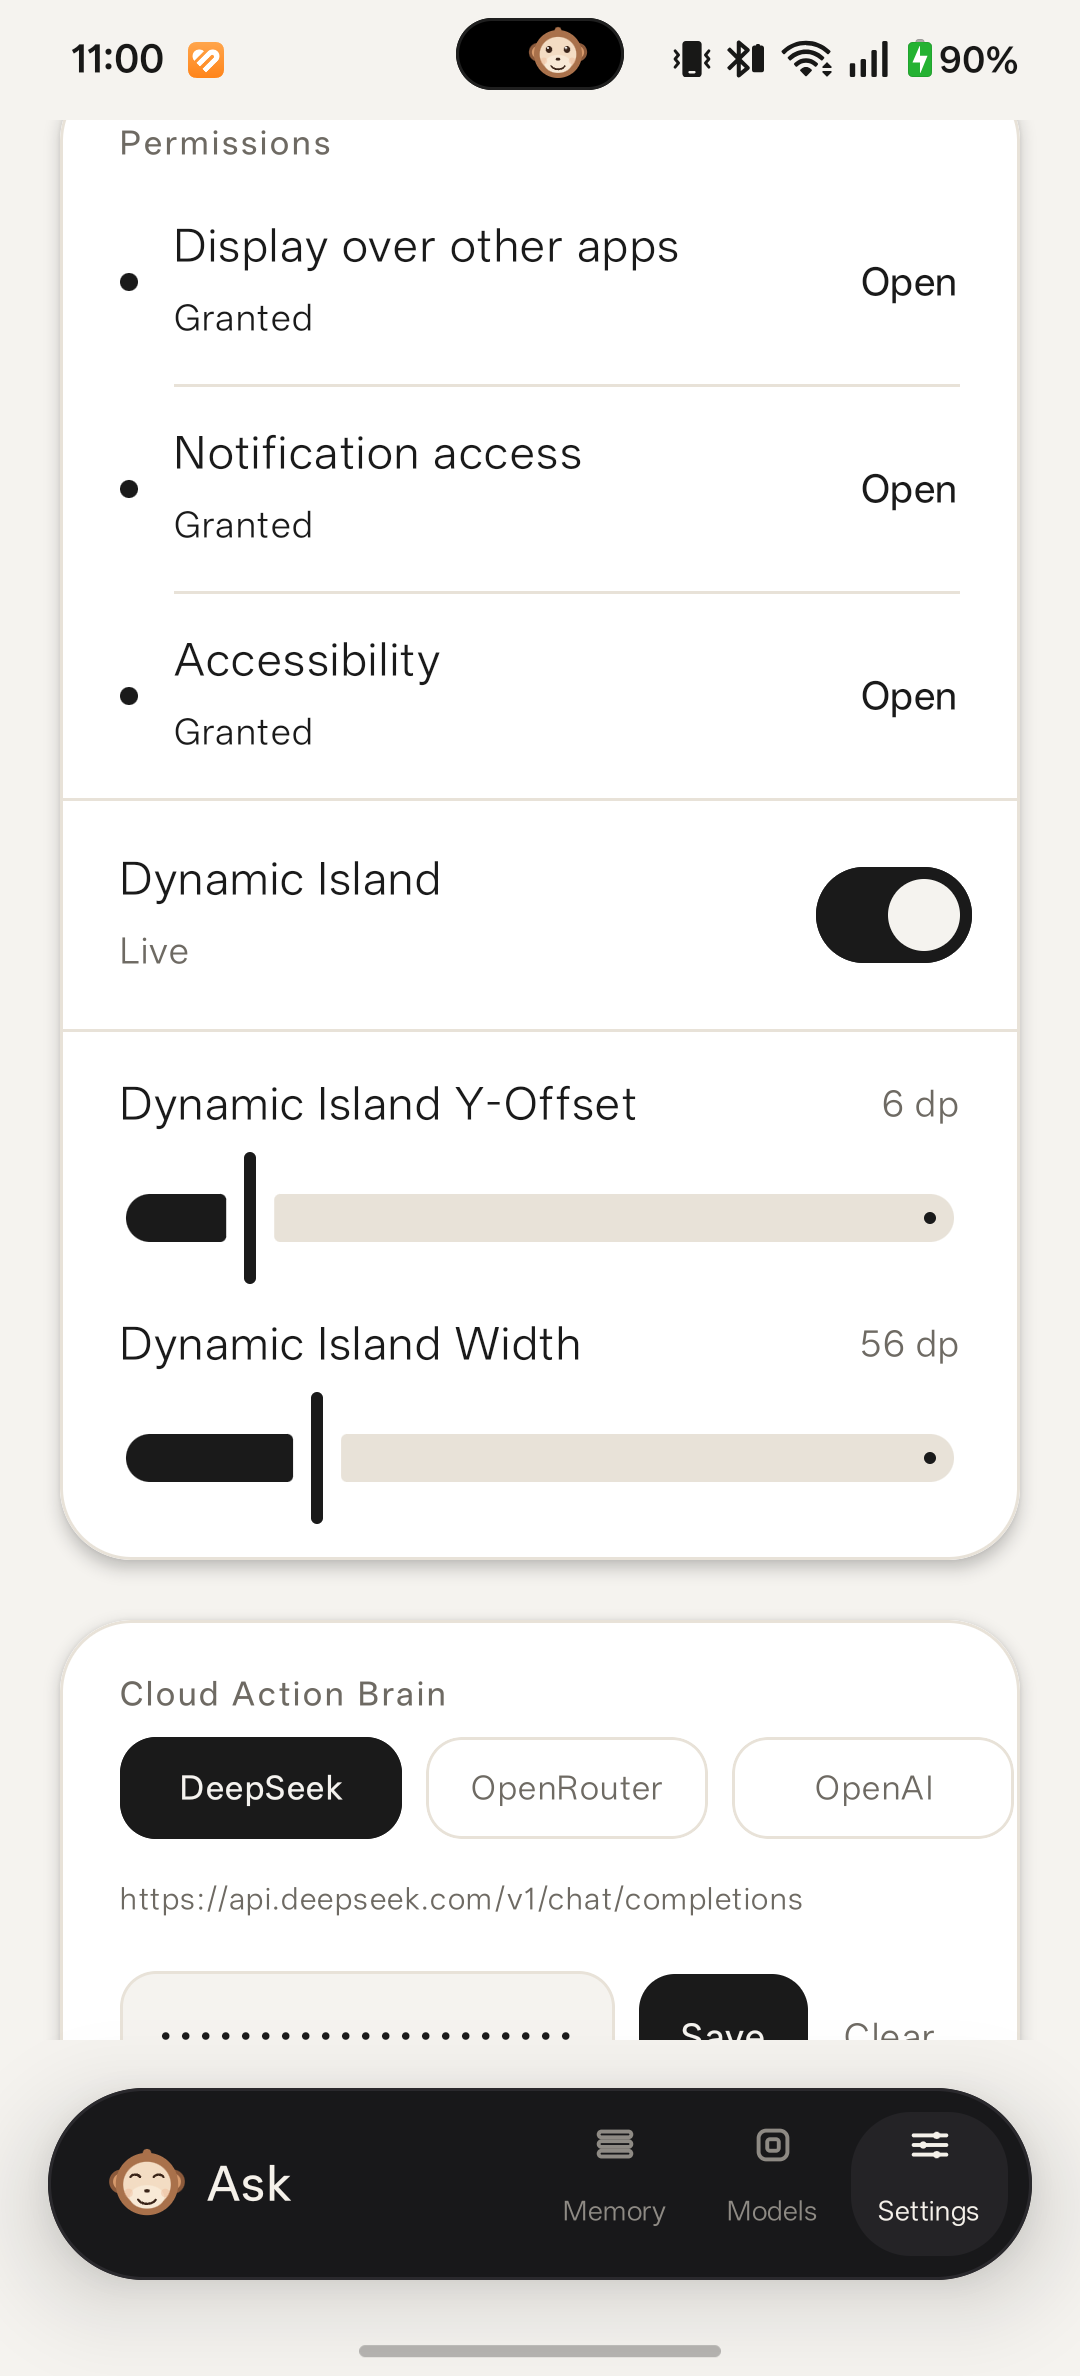 11:00
90%
Permissions
Display over other apps
Granted
Open
Notification access
Granted
Open
Accessibility
Granted
Open
Dynamic Island
Live
Dynamic Island Y-Offset
6 dp
Dynamic Island Width
56 dp
Cloud Action Brain
DeepSeek
OpenRouter
OpenAI
https://api.deepseek.com/v1/chat/completions
Save
Clear
Ask
Memory
Models
Settings